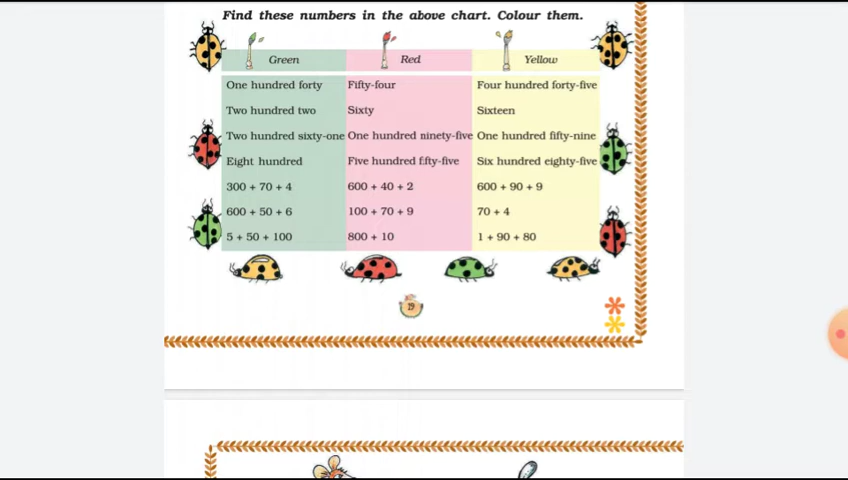 Find these numbers in the above chart. Colour them.
Green Red Yellow
One hundred forty Fifty-four Four hundred forty-five
Two hundred two Sixty Sixteen
Two hundred sixty-one One hundred ninety-five One hundred fifty-nine
Eight hundred Five hundred fifty-five Six hundred eighty-five
300 + 70 + 4 600 + 40 + 2 600 + 90 + 9
600 + 50 + 6 100 + 70 + 9 70 + 4
5 + 50 + 100 800 + 10 1 + 90 + 80
19